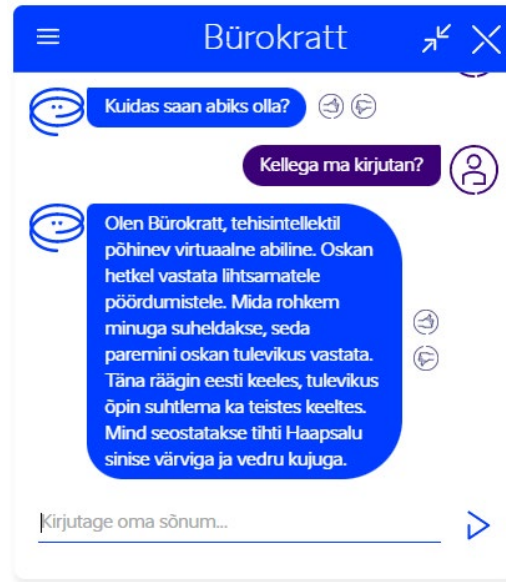 Bürokratt
Kuidas saan abiks olla?
Kellega ma kirjutan?
Olen Bürokratt, tehisintellektil
põhinev virtuaalne abiline. Oskan
hetkel vastata lihtsamatele
pöördumistele. Mida rohkem
minuga suheldakse, seda
paremini oskan tulevikus vastata.
Täna räägin eesti keeles, tulevikus
õpin suhtlema ka teistes keeltes.
Mind seostatakse tihti Haapsalu
sinise värviga ja vedru kujuga.
Kirjutage oma sõnum...